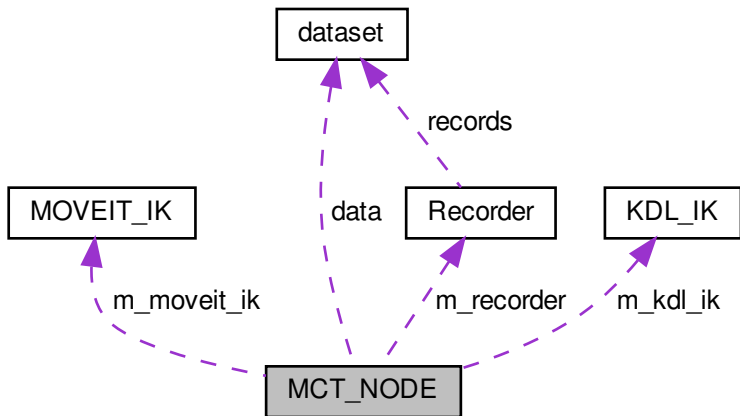 dataset
records
MOVEIT_IK
data
Recorder
KDL_IK
m_moveit_ik
m_recorder
m_kdl_ik
MCT_NODE